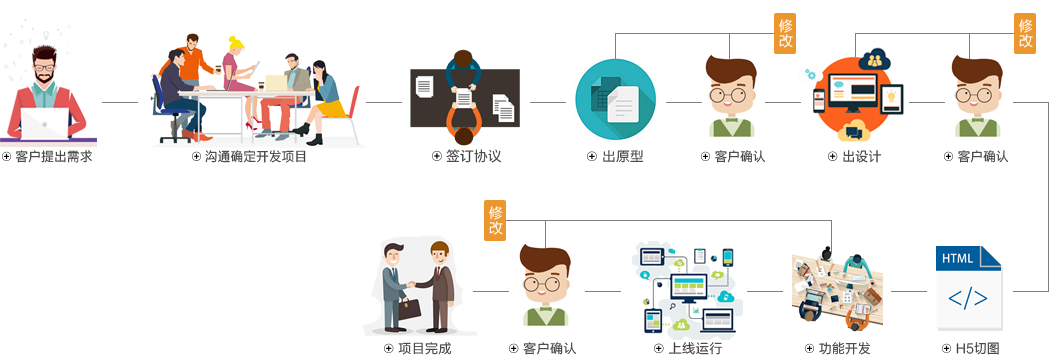 修改
修改
客户提出需求
沟通确定开发项目
签订协议
出原型
客户确认
出设计
客户确认
修改
HTML
</>
项目完成
客户确认
上线运行
功能开发
H5切图